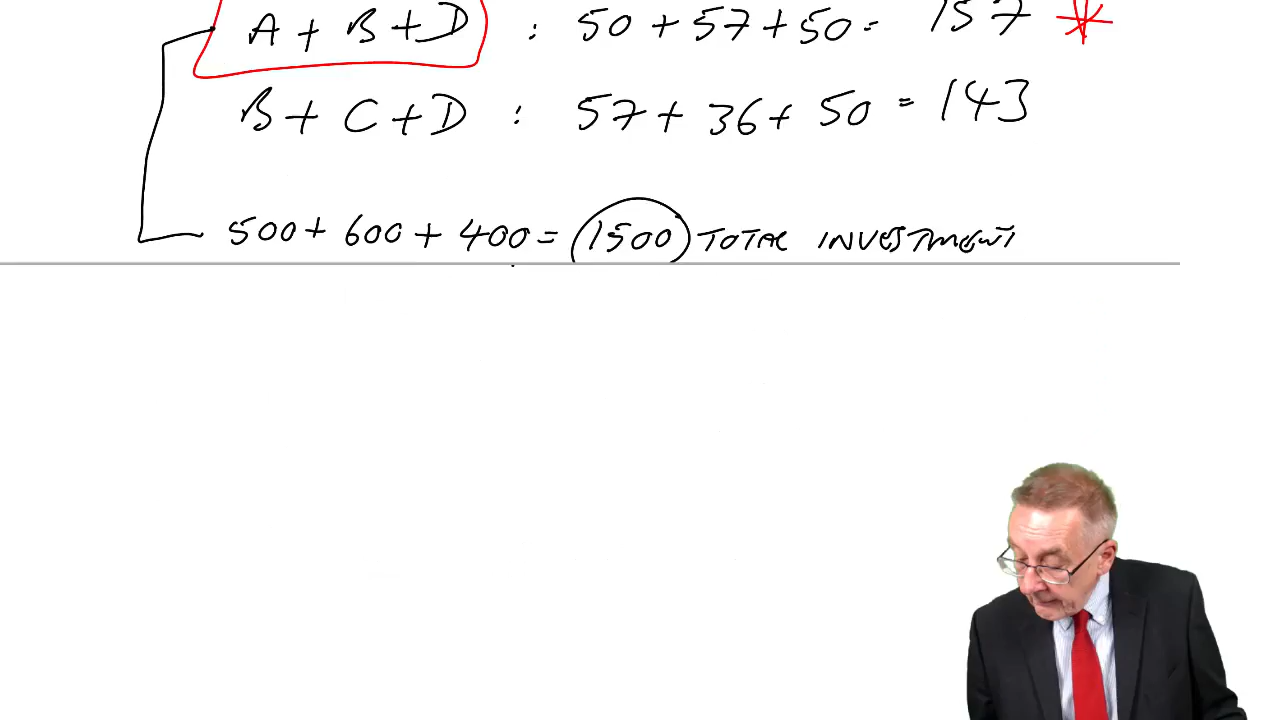 A + B + D : 50 + 57 + 50 = 157 *
B + C + D : 57 + 36 + 50 = 143
500 + 600 + 400 = 1500 TOTAL INVESTMENT